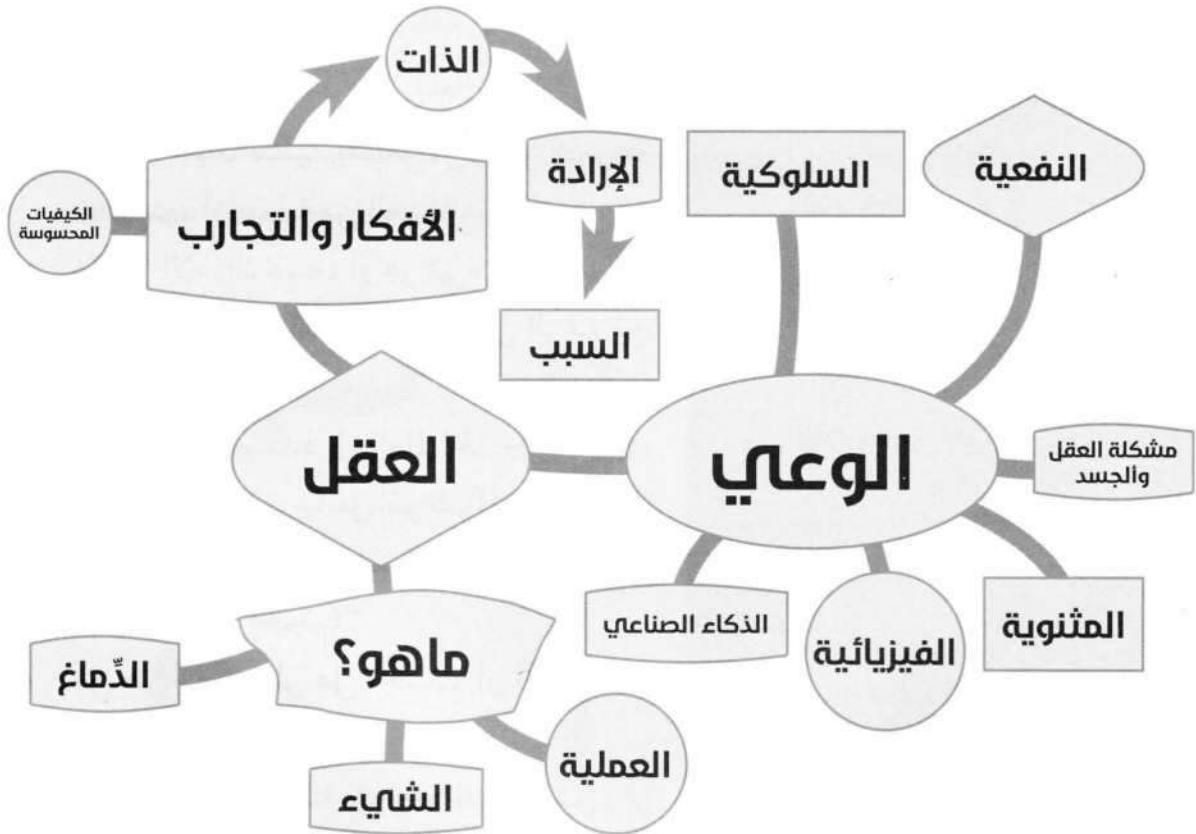 الذات
النفعية
السلوكية
الإرادة
الكيفيات
المحسوسة
الأفكار والتجارب
السبب
مشكلة العقل
والجسد
الوعي
العقل
المثنوية
الفيزيائية
الذكاء الصناعي
ماهو؟
الدِّماغ
العملية
الشيء